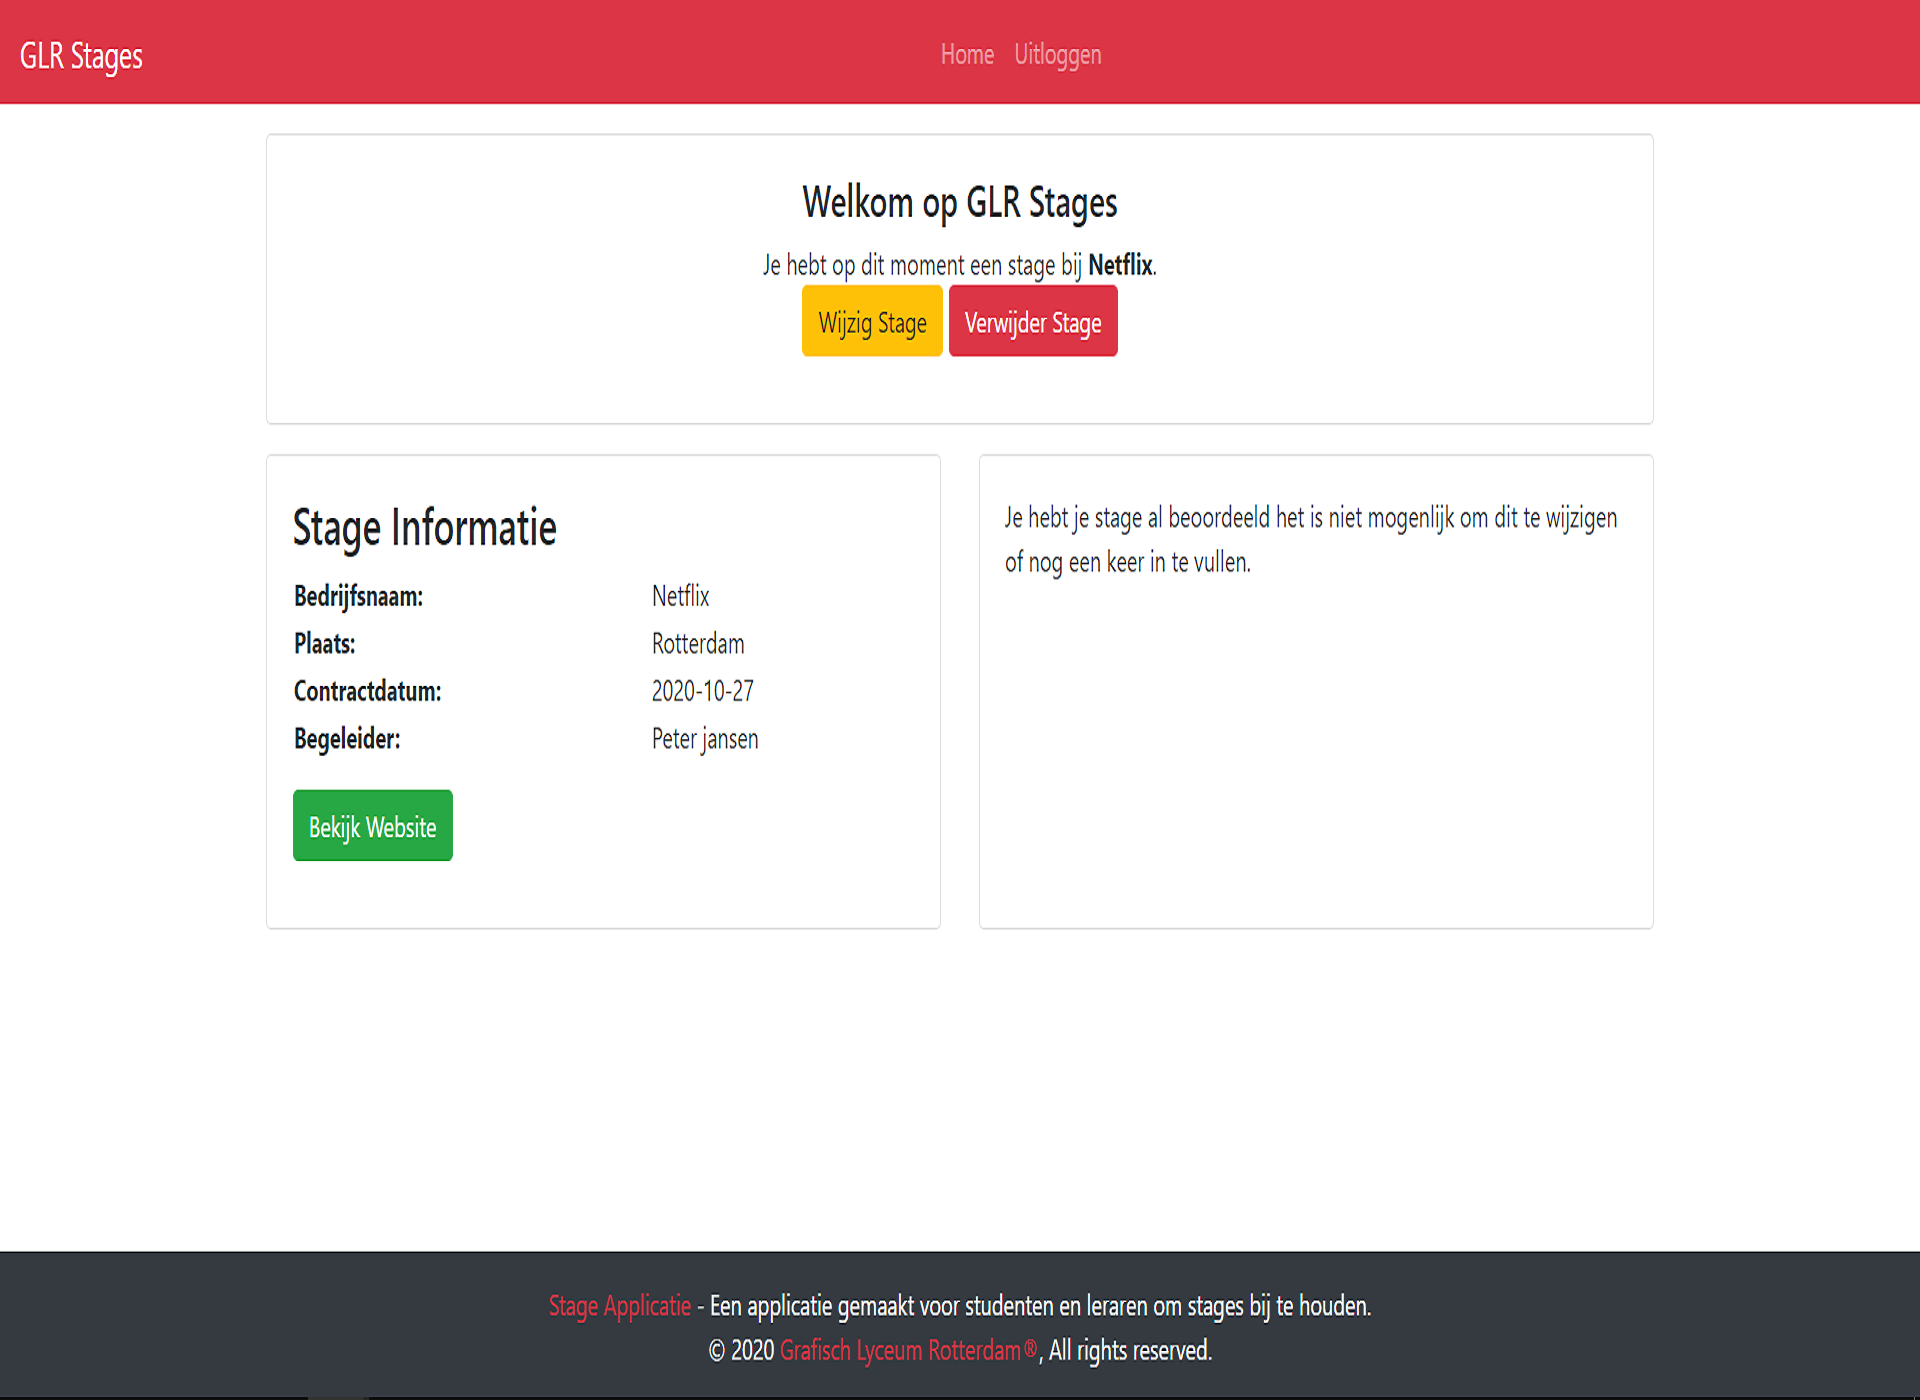 GLR Stages
Home Uitloggen
Welkom op GLR Stages
Je hebt op dit moment een stage bij Netflix.
Wijzig Stage Verwijder Stage
Stage Informatie
Bedrijfsnaam: Netflix
Plaats: Rotterdam
Contractdatum: 2020-10-27
Begeleider: Peter jansen
Bekijk Website
Je hebt je stage al beoordeeld het is niet mogenlijk om dit te wijzigen
of nog een keer in te vullen.
Stage Applicatie - Een applicatie gemaakt voor studenten en leraren om stages bij te houden.
© 2020 Grafisch Lyceum Rotterdam®, All rights reserved.